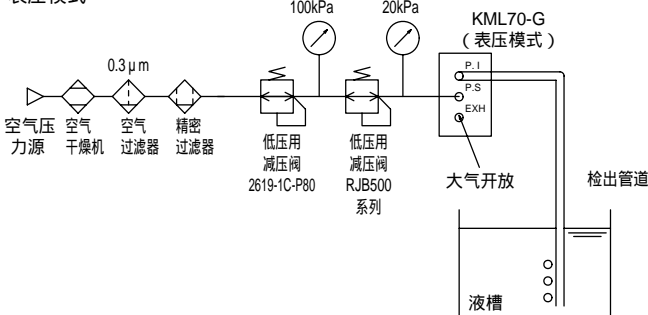 表压模式
100kPa
20kPa
KML70-G
（表压模式）
0.3μm
P. I
P.S
EXH
空气压
力源
空气
干燥机
空气
过滤器
精密
过滤器
低压用
减压阀
2619-1C-P80
低压用
减压阀
RJB500
系列
大气开放
检出管道
液槽